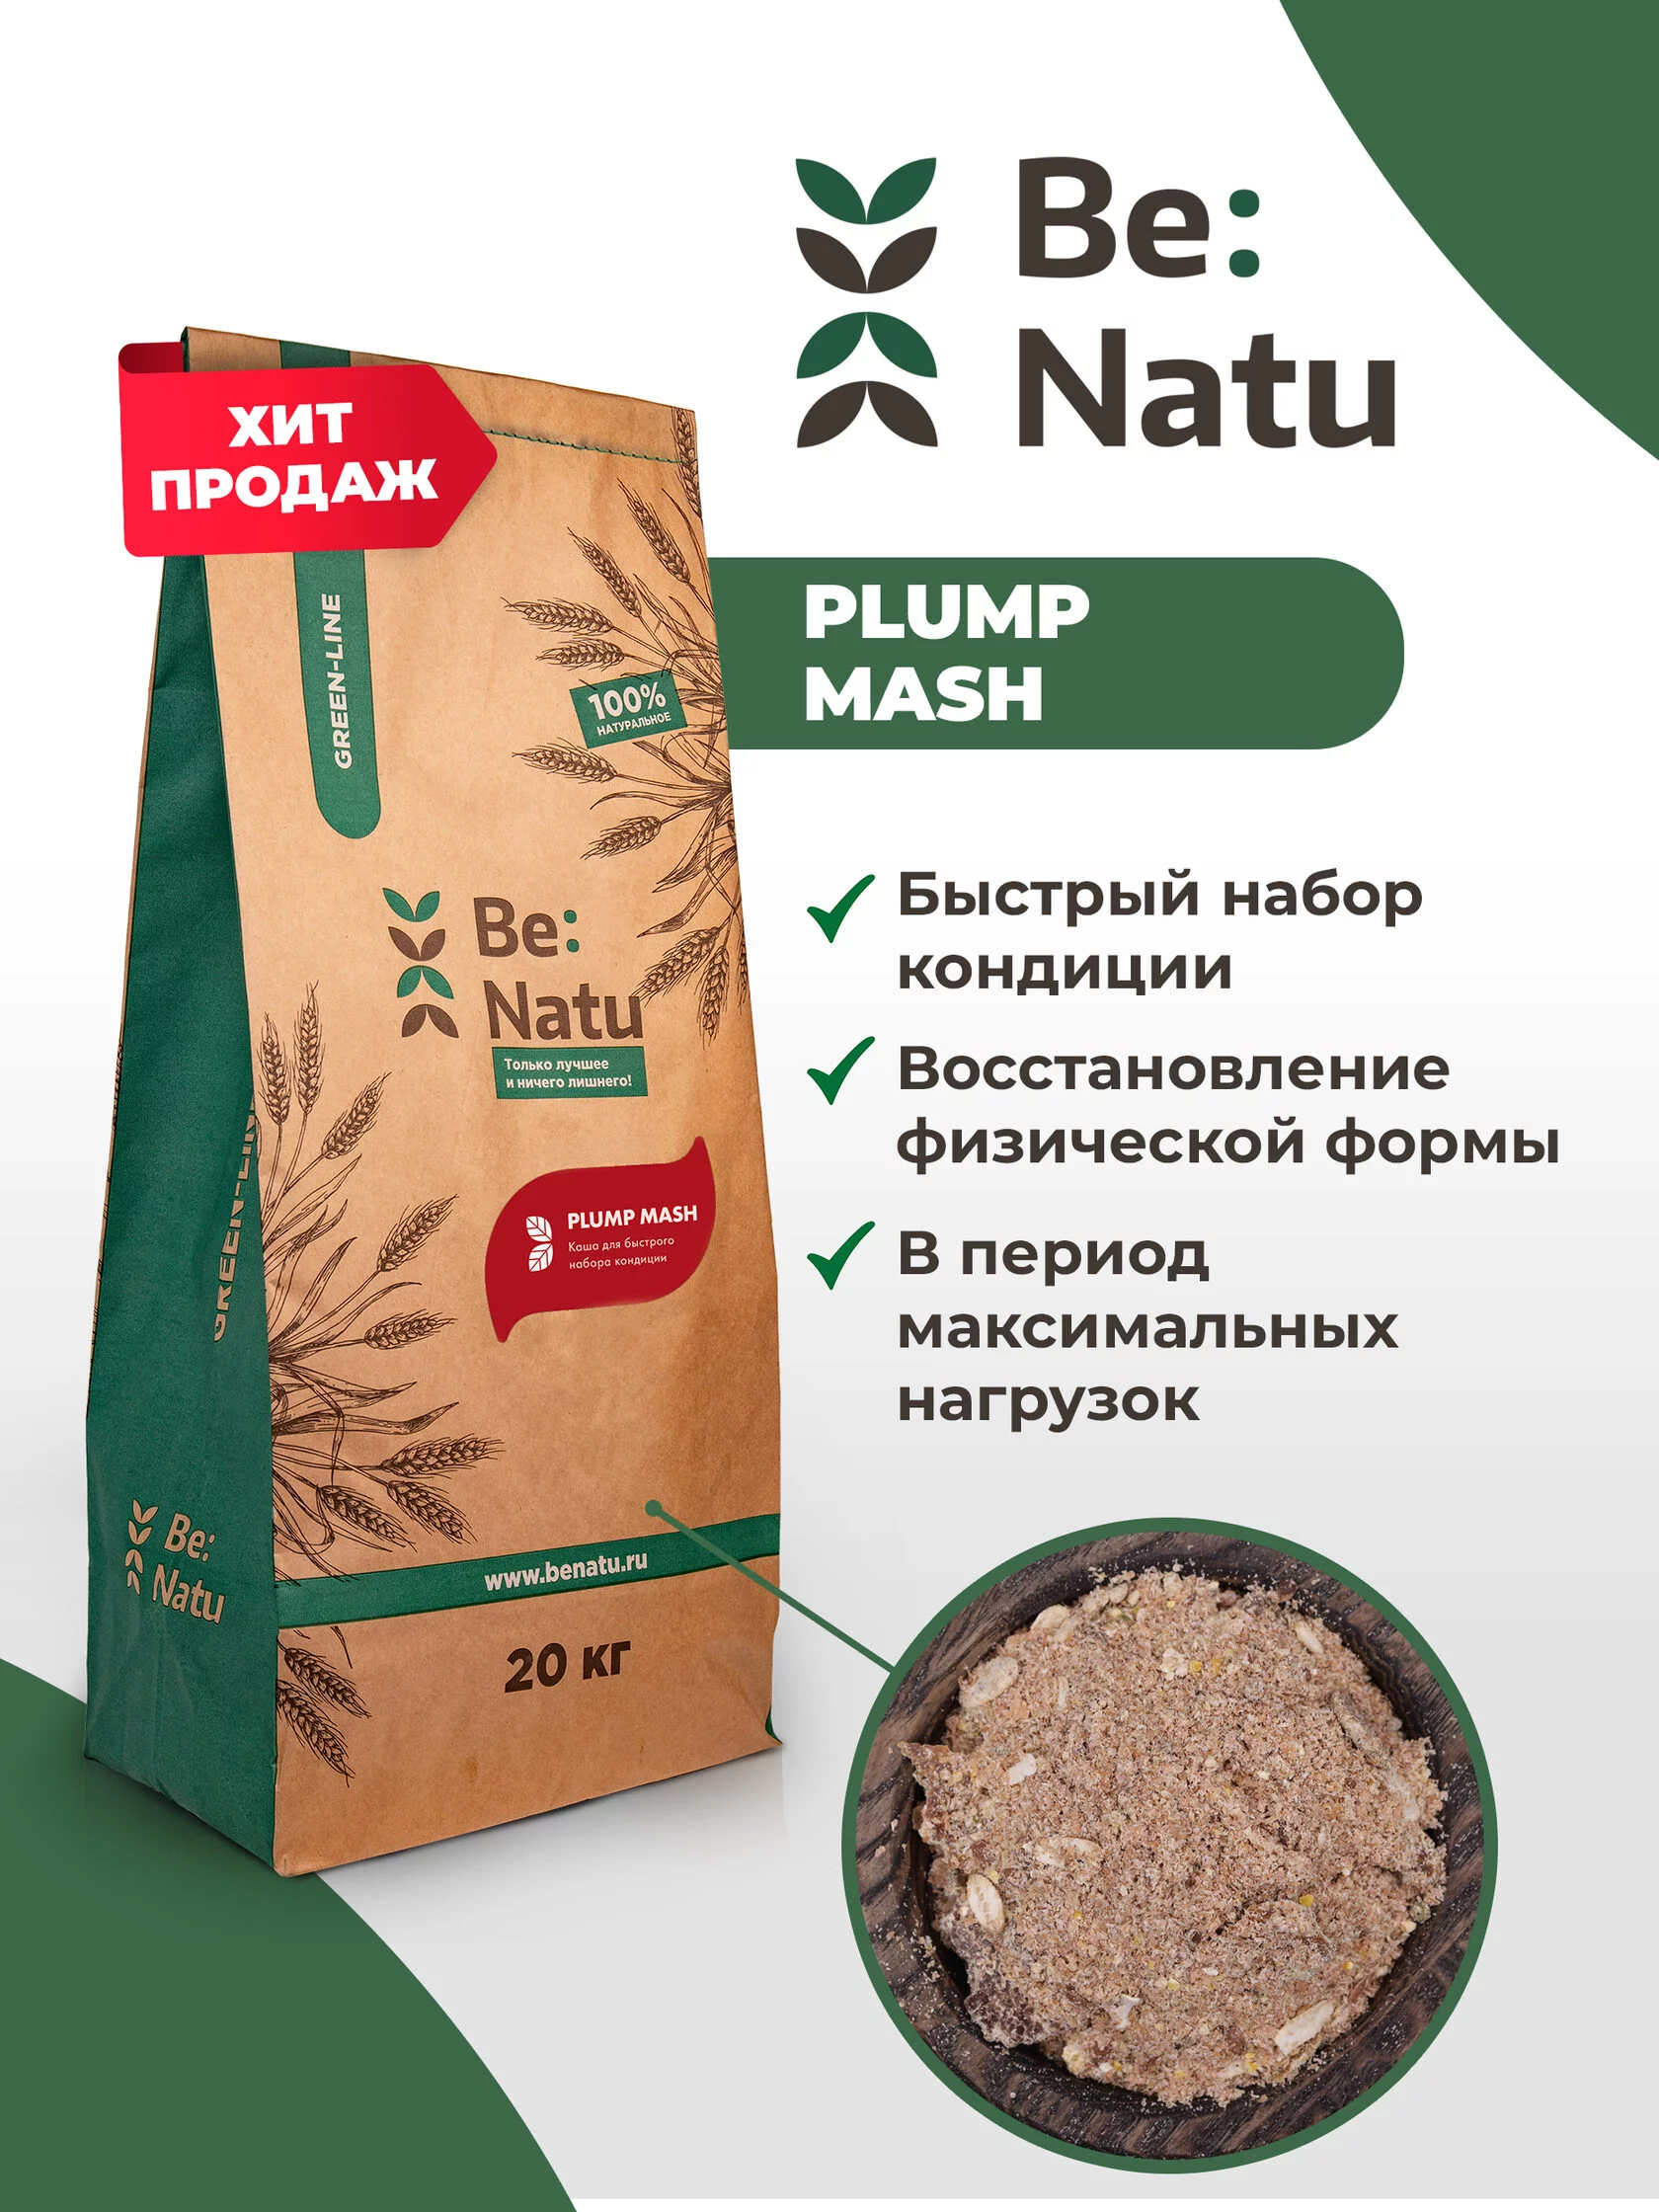 Be:
Natu
ХИТ
ПРОДАЖ
PLUMP
MASH
GREEN-LINE
100%
НАТУРАЛЬНОЕ
Be:
Natu
Только лучшее
и ничего лишнего!
PLUMP MASH
Каша для быстрого
набора кондиции
GREEN-LINE
Be:
Natu
www.benatu.ru
20 кг
Быстрый набор
кондиции
Восстановление
физической формы
В период
максимальных
нагрузок